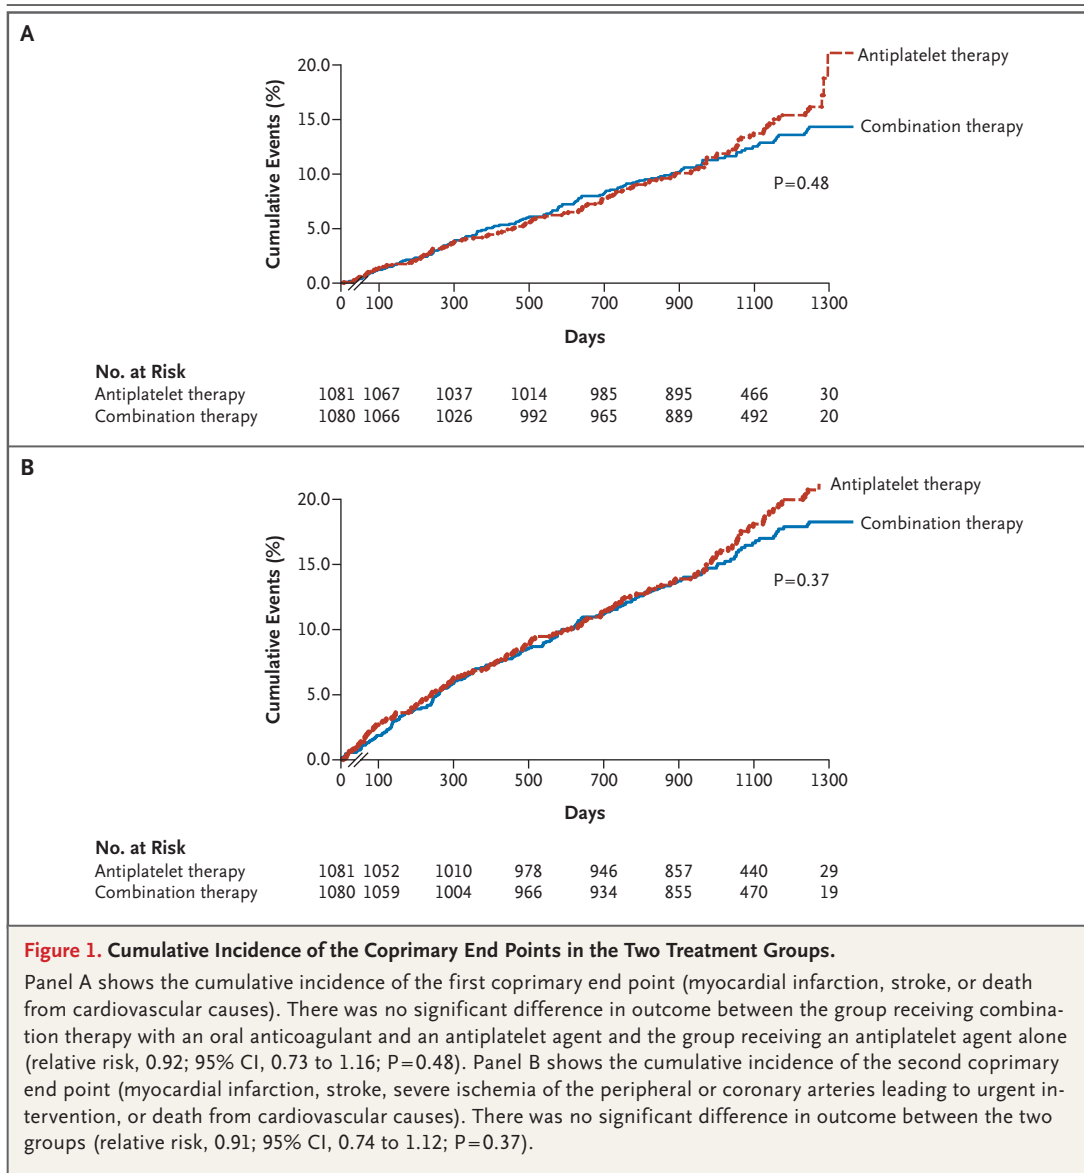 A
Cumulative Events (%)
20.0
15.0
10.0
5.0
0.0
Antiplatelet therapy
Combination therapy
P=0.48
0 100 300 500 700 900 1100 1300
Days
No. at Risk
Antiplatelet therapy 1081 1067 1037 1014 985 895 466 30
Combination therapy 1080 1066 1026 992 965 889 492 20
B
Cumulative Events (%)
20.0
15.0
10.0
5.0
0.0
Antiplatelet therapy
Combination therapy
P=0.37
0 100 300 500 700 900 1100 1300
Days
No. at Risk
Antiplatelet therapy 1081 1052 1010 978 946 857 440 29
Combination therapy 1080 1059 1004 966 934 855 470 19
Figure 1. Cumulative Incidence of the Coprimary End Points in the Two Treatment Groups.
Panel A shows the cumulative incidence of the first coprimary end point (myocardial infarction, stroke, or death
from cardiovascular causes). There was no significant difference in outcome between the group receiving combina-
tion therapy with an oral anticoagulant and an antiplatelet agent and the group receiving an antiplatelet agent alone
(relative risk, 0.92; 95% CI, 0.73 to 1.16; P=0.48). Panel B shows the cumulative incidence of the second coprimary
end point (myocardial infarction, stroke, severe ischemia of the peripheral or coronary arteries leading to urgent in-
tervention, or death from cardiovascular causes). There was no significant difference in outcome between the two
groups (relative risk, 0.91; 95% CI, 0.74 to 1.12; P=0.37).